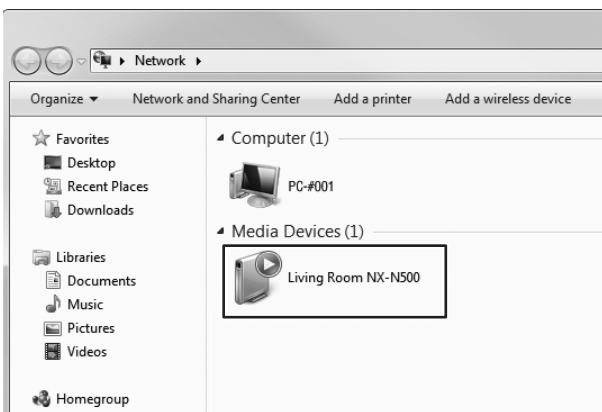 Network
Organize Network and Sharing Center Add a printer Add a wireless device
Favorites
Desktop
Recent Places
Downloads
Libraries
Documents
Music
Pictures
Videos
Homegroup
Computer (1)
PC-#001
Media Devices (1)
Living Room NX-N500